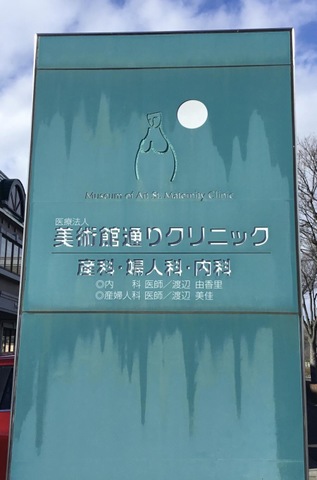 Museum of Art St. Maternity Clinic
医療法人
美術館通りクリニック
産科・婦人科・内科
◎内　科 医師／渡辺 由香里
◎産婦人科 医師／渡辺 美佳